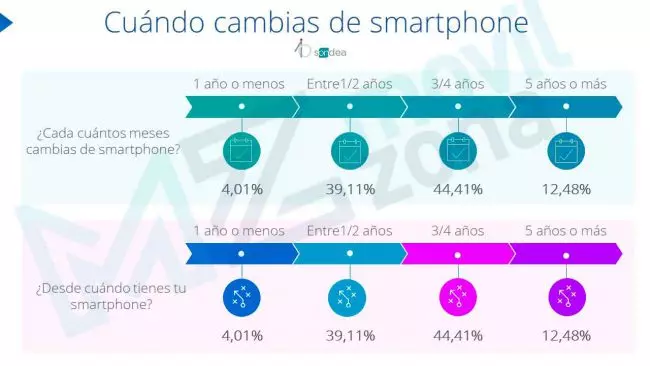 Cuándo cambias de smartphone
sondea
1 año o menos
Entre1/2 años
3/4 años
5 años o más
¿Cada cuántos meses
cambias de smartphone?
4,01%
39,11%
44,41%
12,48%
1 año o menos
Entre1/2 años
3/4 años
5 años o más
¿Desde cuándo tienes tu
smartphone?
4,01%
39,11%
44,41%
12,48%
movil
zona